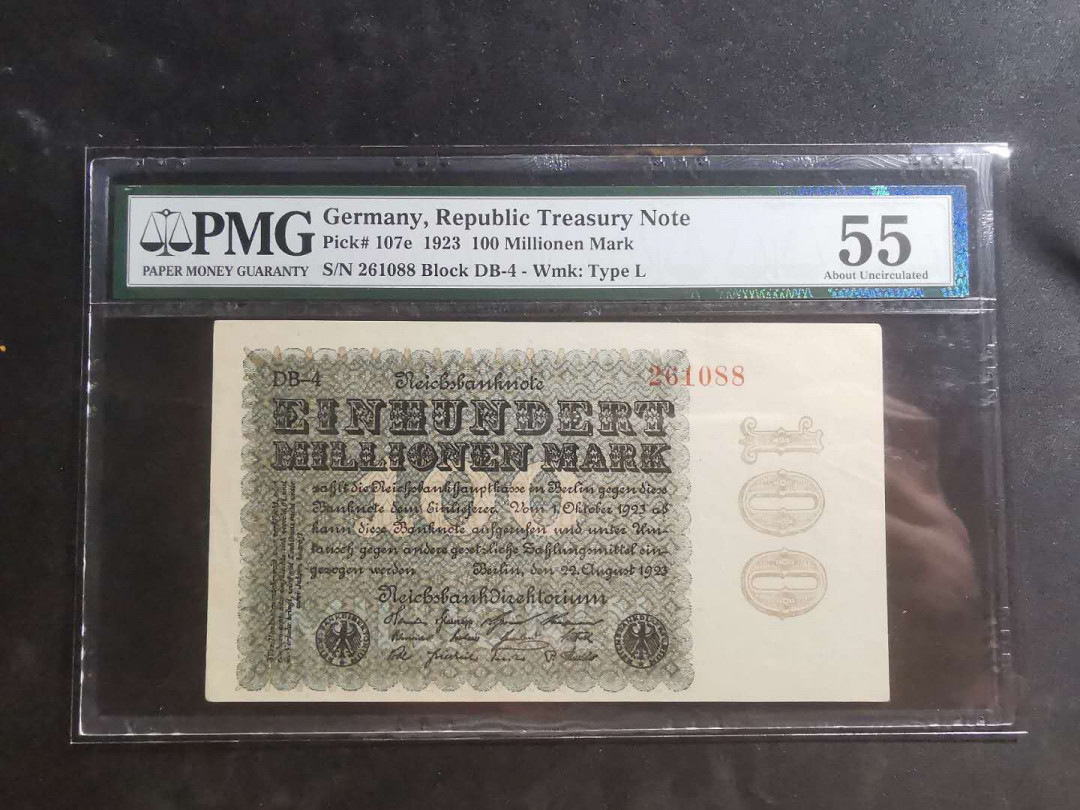 PMG
PAPER MONEY GUARANTY
Germany, Republic Treasury Note
Pick# 107e 1923 100 Millionen Mark
S/N 261088 Block DB-4 - Wmk: Type L
55
About Uncirculated
DB-4 Reichsbanknote 261088
EINHUNDERT
MILLIONEN MARK
zahlt die Reichsbankhauptkasse in Berlin gegen diese
Banknote dem Einlieferer. Vom 1. Oktober 1923 ab
kann diese Banknote aufgerufen und unter Um-
tausch gegen andere gesetzliche Zahlungsmittel ein-
gezogen werden
Berlin, den 22. August 1923
Reichsbankdirektorium
100